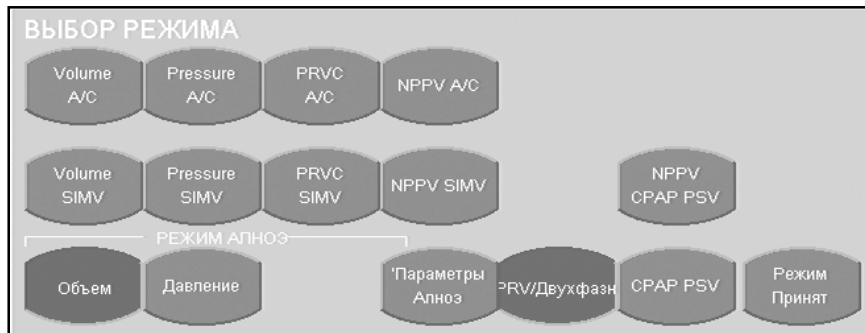 ВЫБОР РЕЖИМА
Volume
A/C
Pressure
A/C
PRVC
A/C
NPPV A/C
Volume
SIMV
Pressure
SIMV
PRVC
SIMV
NPPV SIMV
NPPV
CPAP PSV
РЕЖИМ АПНОЭ
Объем
Давление
'Параметры
Апноэ
PRV/Двухфазн
CPAP PSV
Режим
Принят